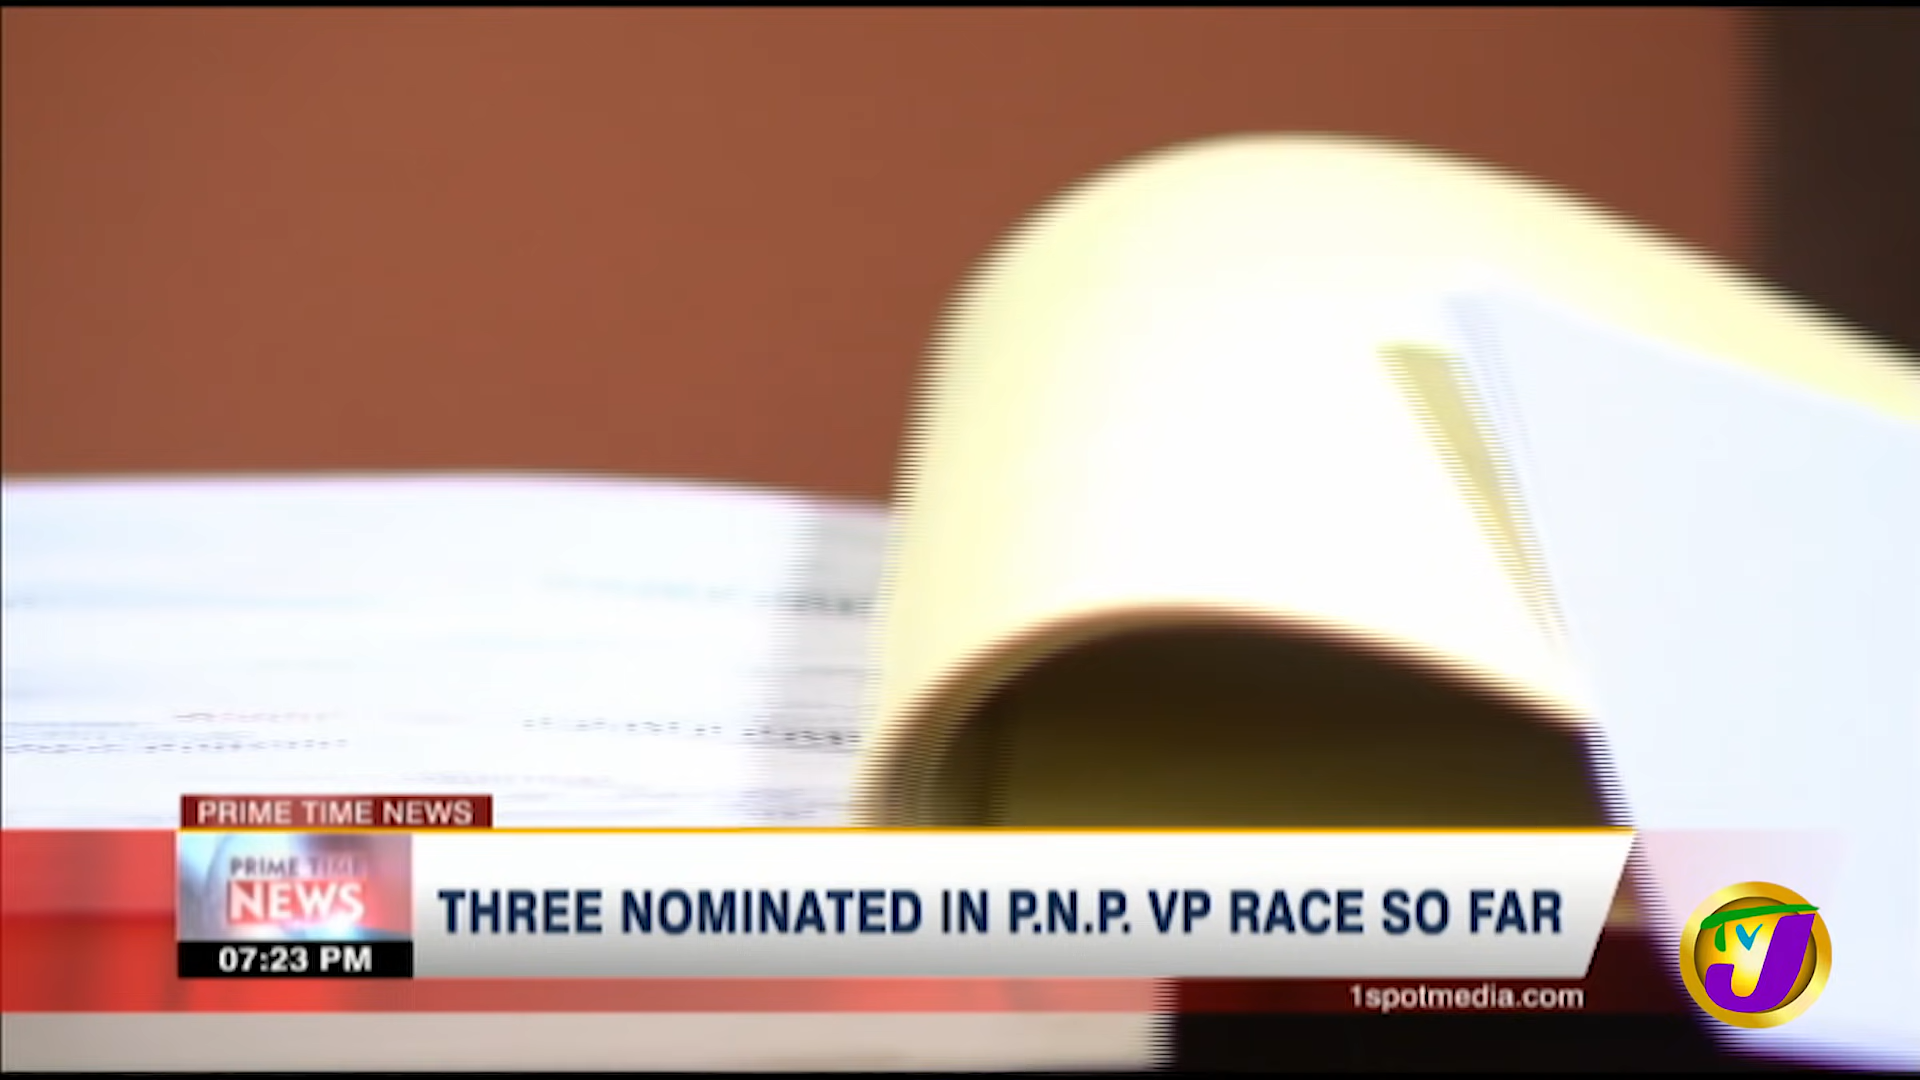 PRIME TIME NEWS
PRIME TIME
NEWS
07:23 PM
THREE NOMINATED IN P.N.P. VP RACE SO FAR
1spotmedia.com
TVJ